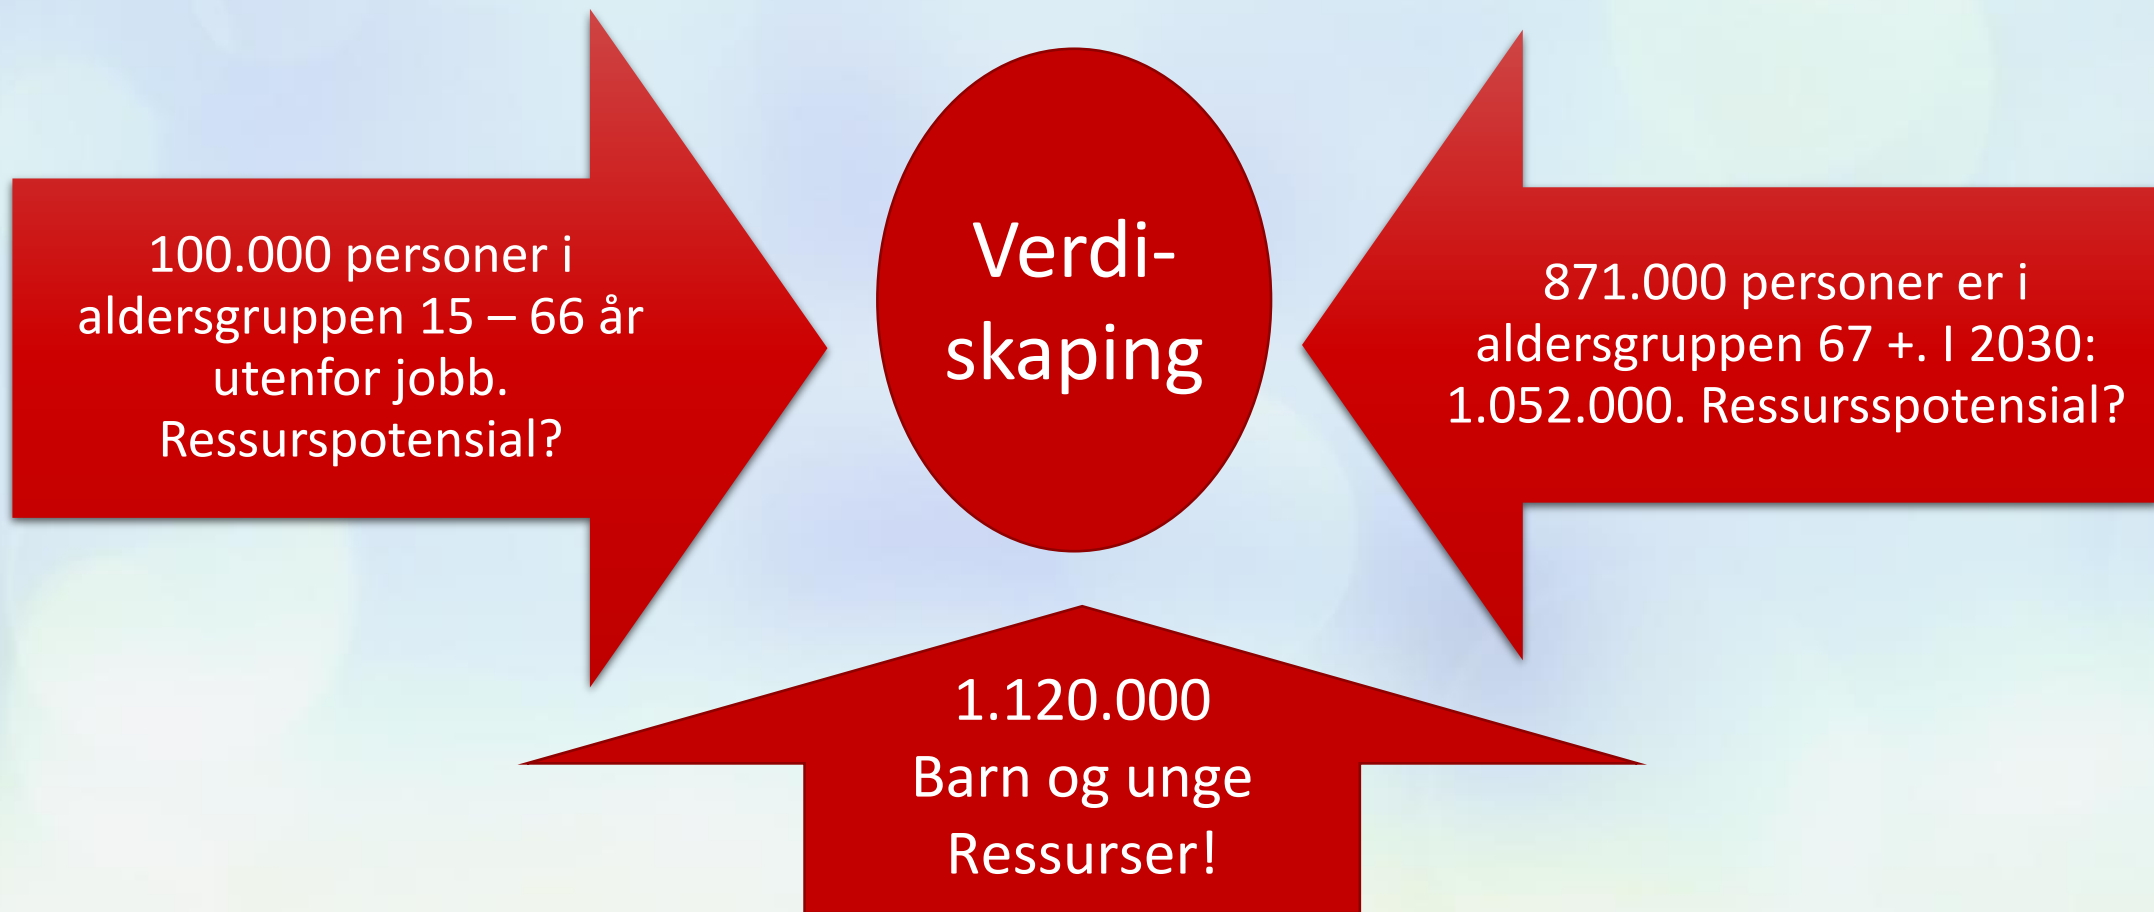 100.000 personer i
aldersgruppen 15 – 66 år
utenfor jobb.
Ressurspotensial?
Verdi-
skaping
871.000 personer er i
aldersgruppen 67 +. I 2030:
1.052.000. Ressursspotensial?
1.120.000
Barn og unge
Ressurser!